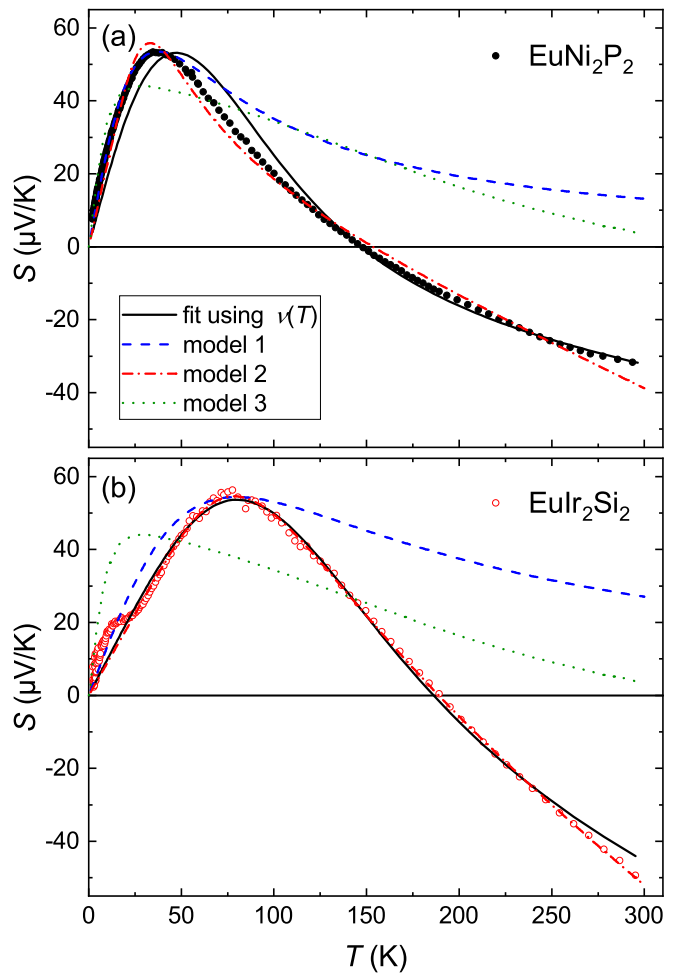 (a)
EuNi₂P₂
60
40
20
0
-20
-40
S (μV/K)
fit using ν(T)
model 1
model 2
model 3
(b)
EuIr₂Si₂
60
40
20
0
-20
-40
S (μV/K)
0 50 100 150 200 250 300
T (K)